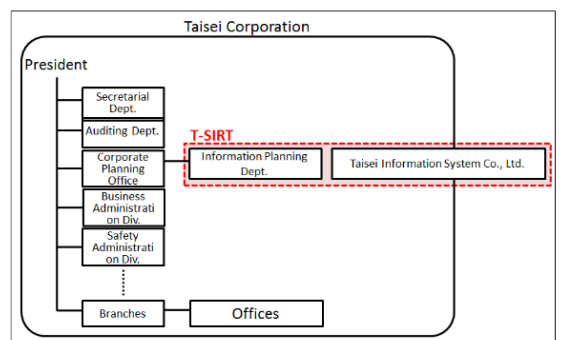 Taisei Corporation
President
Secretarial
Dept.
Auditing Dept.
T-SIRT
Corporate
Planning
Office
Information Planning
Dept.
Taisei Information System Co., Ltd.
Business
Administrati
on Div.
Safety
Administrati
on Div.
Branches
Offices